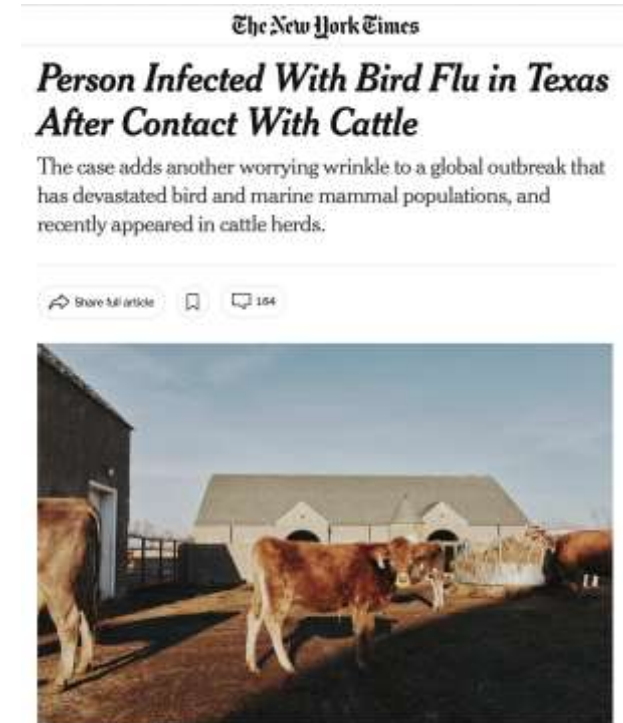 The New York Times
Person Infected With Bird Flu in Texas
After Contact With Cattle
The case adds another worrying wrinkle to a global outbreak that
has devastated bird and marine mammal populations, and
recently appeared in cattle herds.
Share full article
164